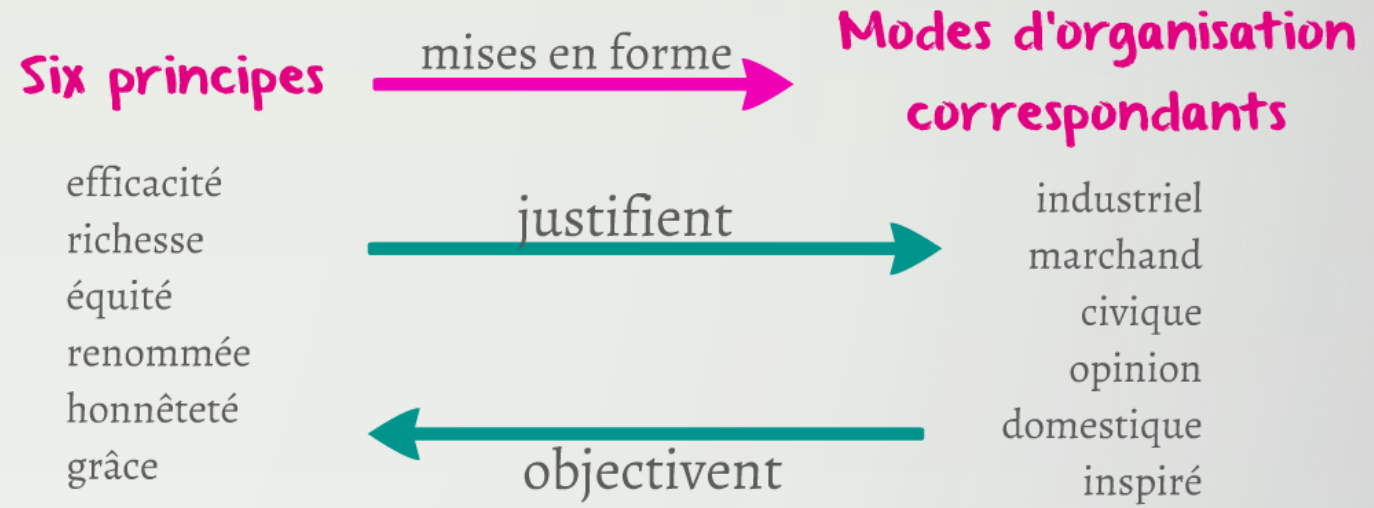 Six principes
mises en forme
Modes d'organisation
correspondants
efficacité
richesse
équité
renommée
honnêteté
grâce
justifient
objectivent
industriel
marchand
civique
opinion
domestique
inspiré